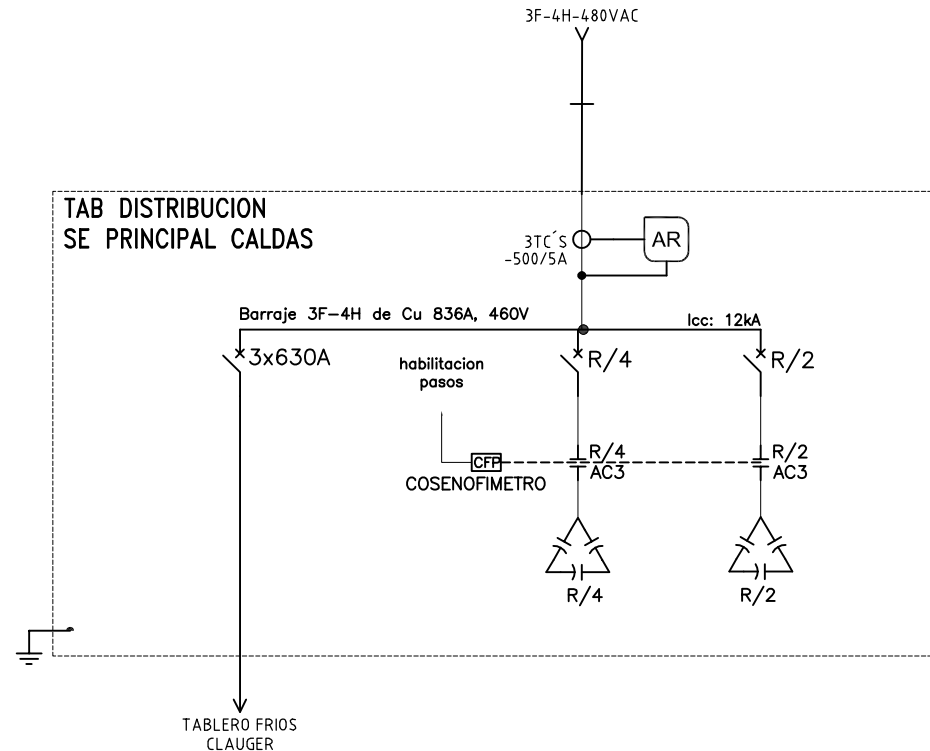 3F-4H-480VAC
TAB DISTRIBUCION
SE PRINCIPAL CALDAS
3TC´S
-500/5A
AR
Barraje 3F-4H de Cu 836A, 460V
Icc: 12kA
3x630A
habilitacion
pasos
R/4
R/2
CFP
COSENOFIMETRO
R/4
AC3
R/2
AC3
R/4
R/2
TABLERO FRIOS
CLAUGER